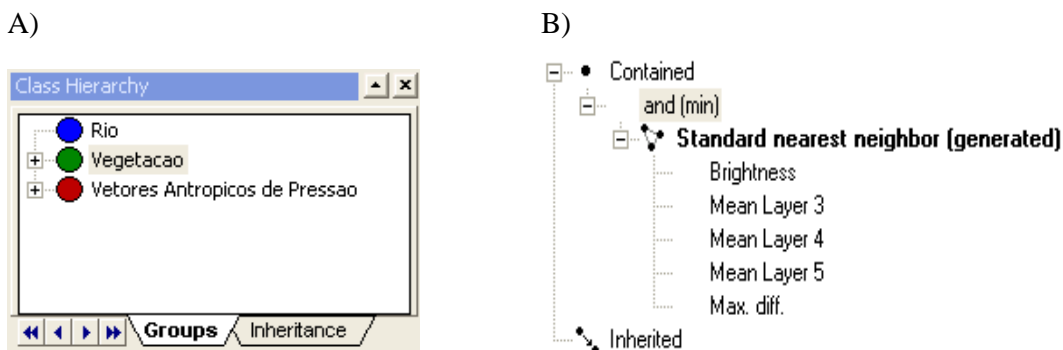 A)
B)
Class Hierarchy
Rio
Vegetacao
Vetores Antropicos de Pressao
Groups
Inheritance
Contained
and (min)
Standard nearest neighbor (generated)
Brightness
Mean Layer 3
Mean Layer 4
Mean Layer 5
Max. diff.
Inherited